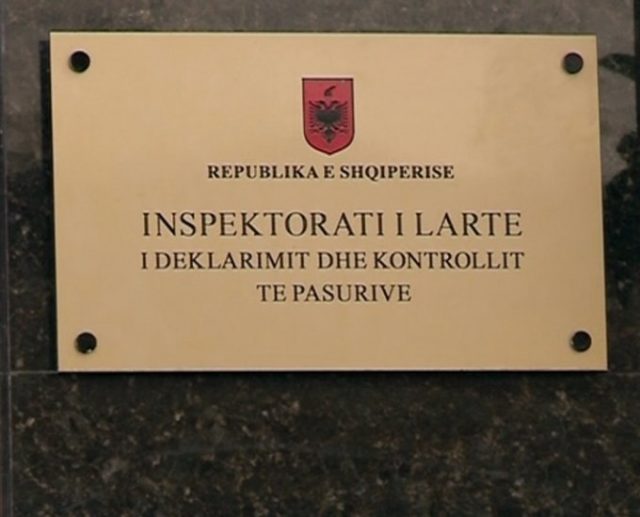 REPUBLIKA E SHQIPERISE
INSPEKTORATI I LARTE
I DEKLARIMIT DHE KONTROLLIT
TE PASURIVE